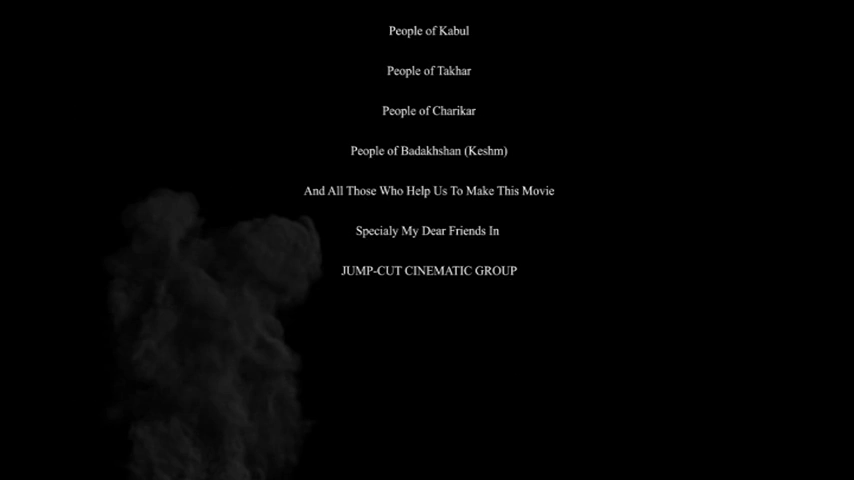 People of Kabul
People of Takhar
People of Charikar
People of Badakhshan (Keshm)
And All Those Who Help Us To Make This Movie
Specialy My Dear Friends In
JUMP-CUT CINEMATIC GROUP